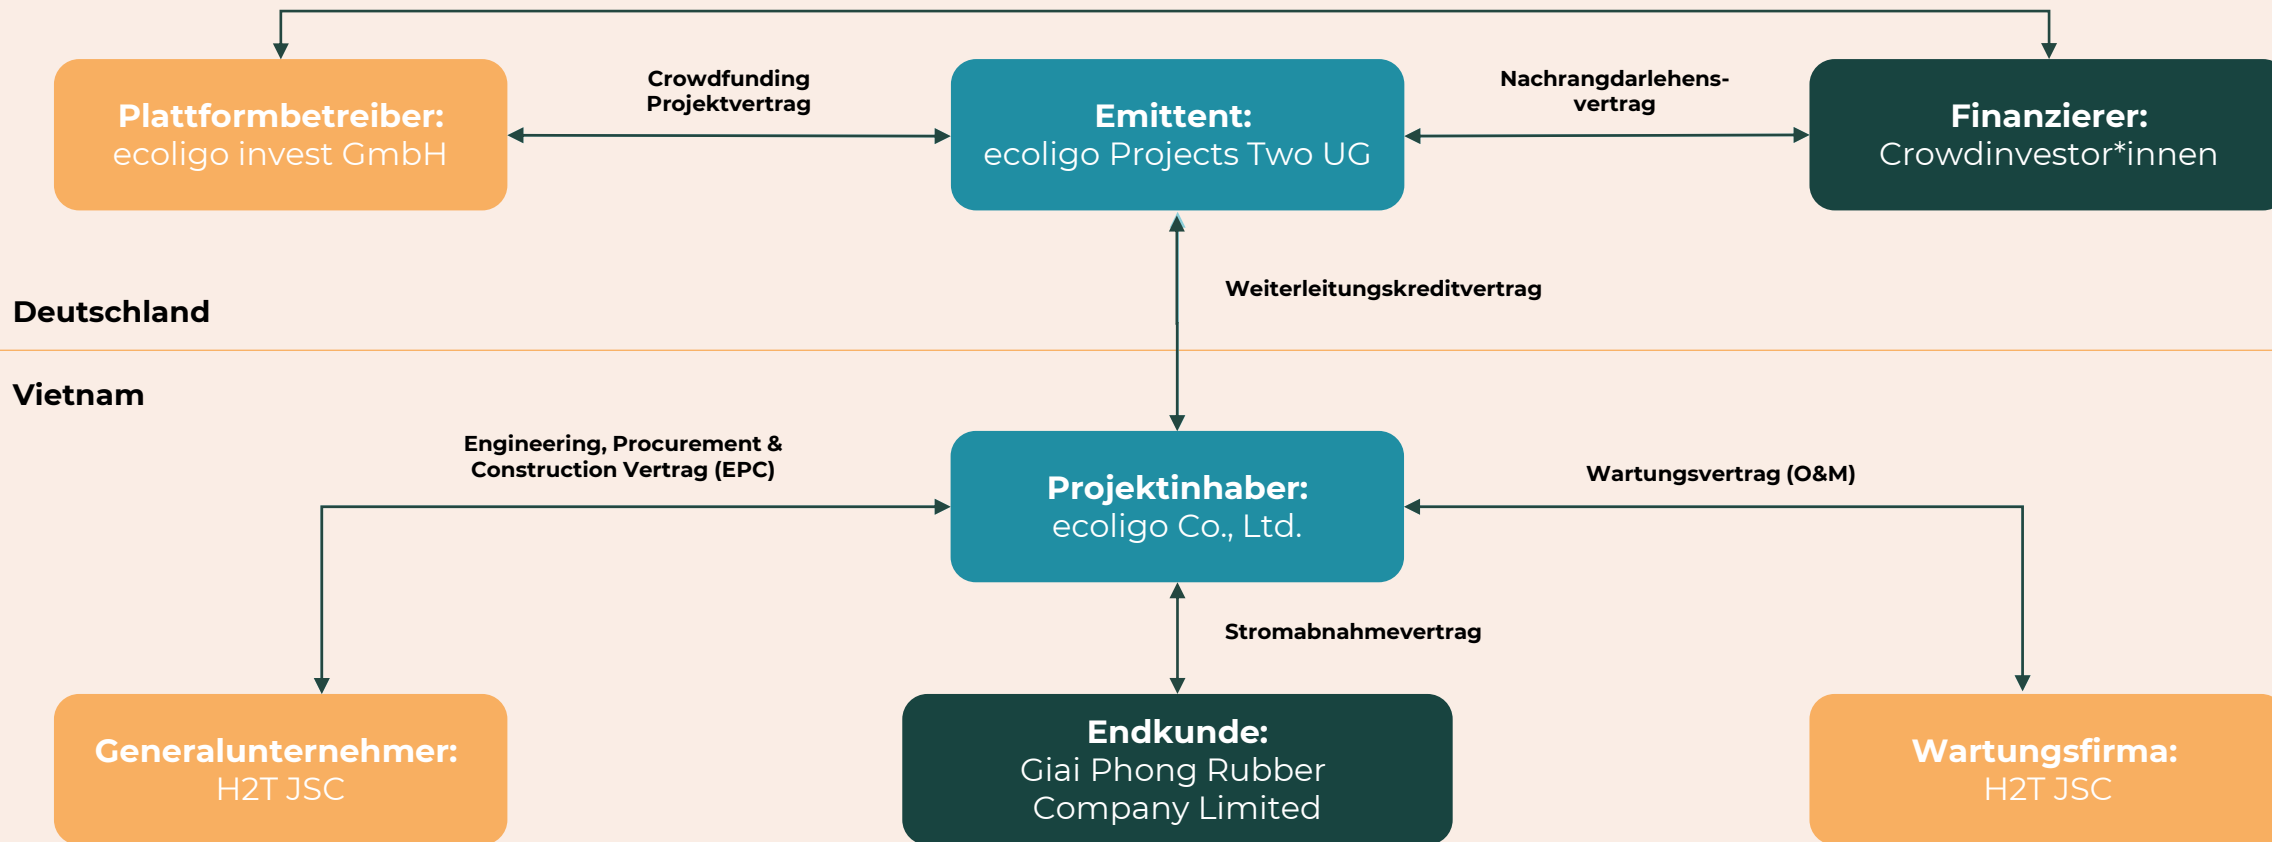 Crowdfunding
Projektvertrag
Nachrangdarlehens-
vertrag
Plattformbetreiber:
ecoligo invest GmbH
Emittent:
ecoligo Projects Two UG
Finanzierer:
Crowdinvestor*innen
Weiterleitungskreditvertrag
Deutschland
Vietnam
Engineering, Procurement &
Construction Vertrag (EPC)
Wartungsvertrag (O&M)
Projektinhaber:
ecoligo Co., Ltd.
Stromabnahmevertrag
Generalunternehmer:
H2T JSC
Endkunde:
Giai Phong Rubber
Company Limited
Wartungsfirma:
H2T JSC